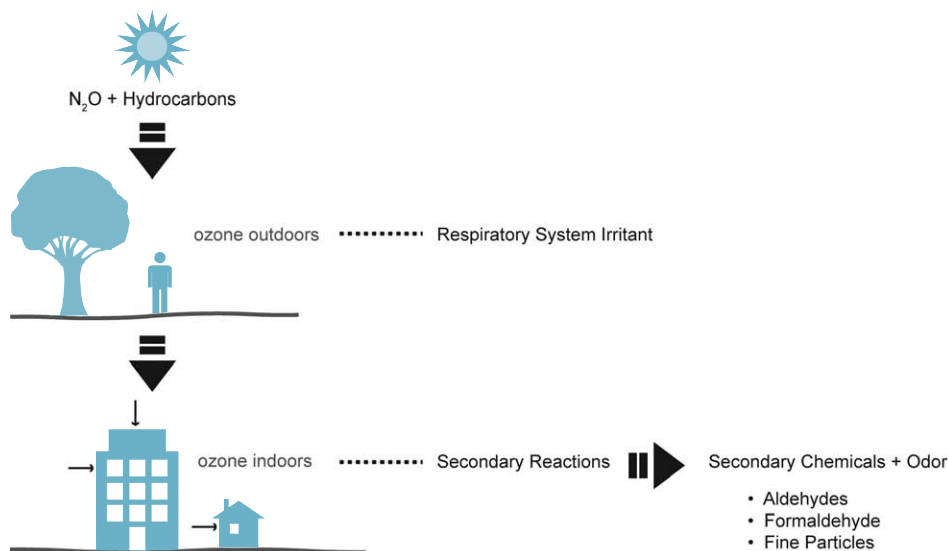 N₂O + Hydrocarbons
ozone outdoors
Respiratory System Irritant
ozone indoors
Secondary Reactions
Secondary Chemicals + Odor
• Aldehydes
• Formaldehyde
• Fine Particles